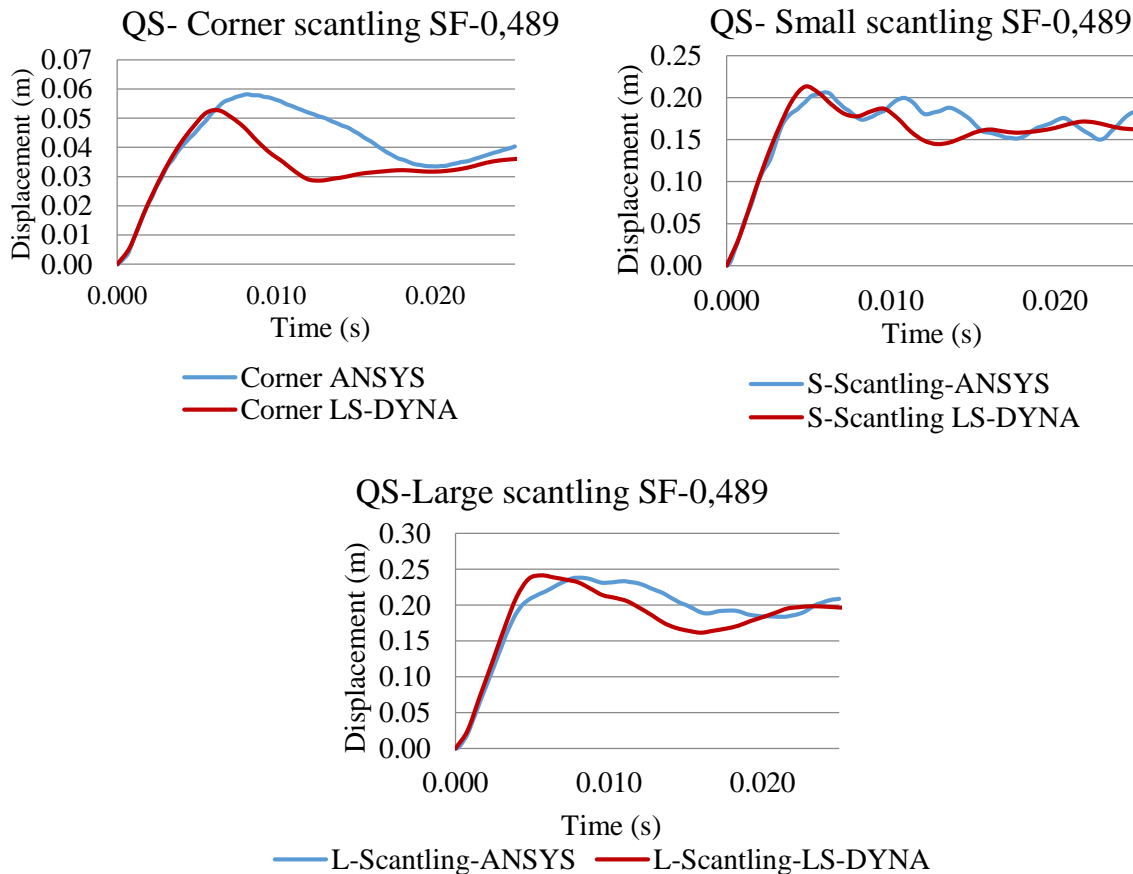 QS- Corner scantling SF-0,489
Displacement (m)
0.07
0.06
0.05
0.04
0.03
0.02
0.01
0.00
0.000
0.010
0.020
Time (s)
Corner ANSYS
Corner LS-DYNA
QS- Small scantling SF-0,489
Displacement (m)
0.25
0.20
0.15
0.10
0.05
0.00
0.000
0.010
0.020
Time (s)
S-Scantling-ANSYS
S-Scantling LS-DYNA
QS-Large scantling SF-0,489
Displacement (m)
0.30
0.25
0.20
0.15
0.10
0.05
0.00
0.000
0.010
0.020
Time (s)
L-Scantling-ANSYS
L-Scantling-LS-DYNA